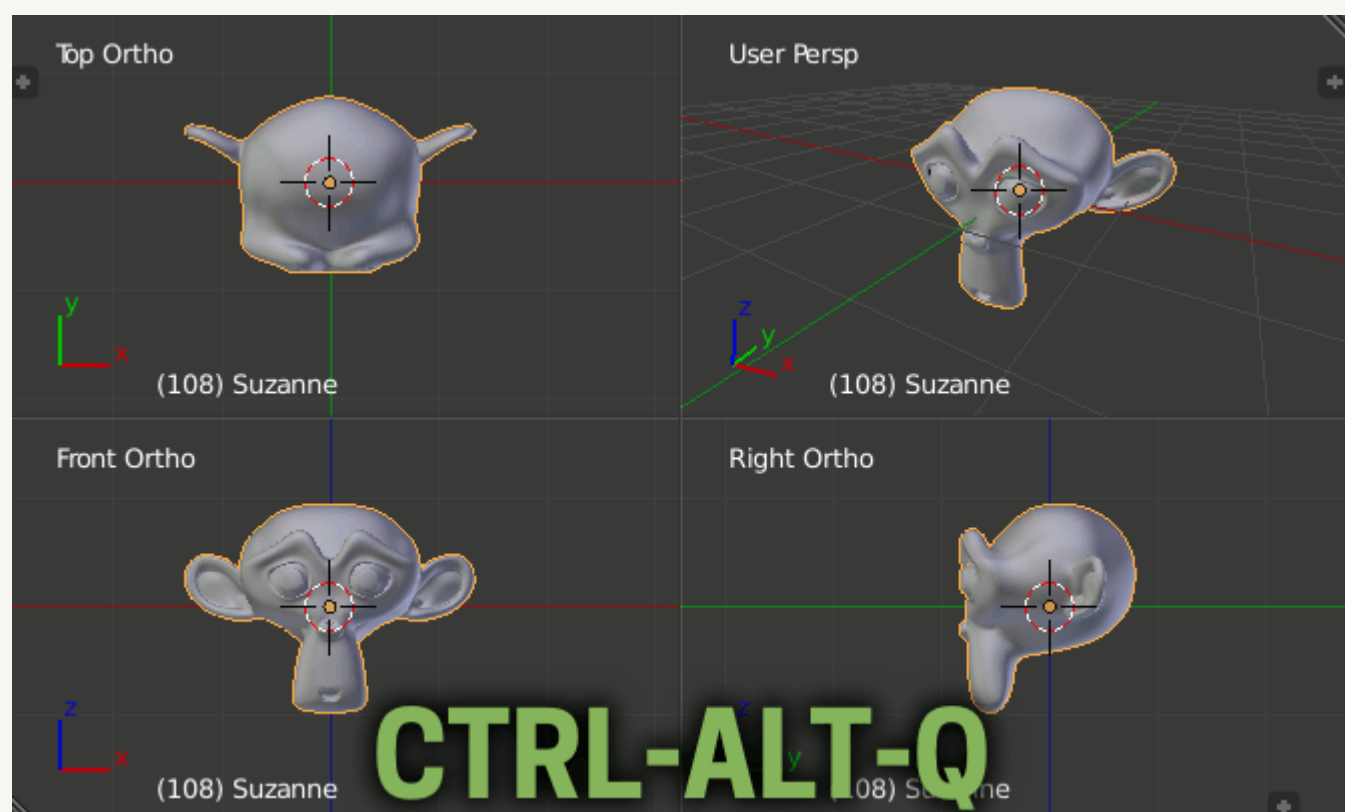 Top Ortho
y
x
(108) Suzanne
User Persp
z
y
x
(108) Suzanne
Front Ortho
z
x
(108) Suzanne
Right Ortho
z
y
CTRL-ALT-Q